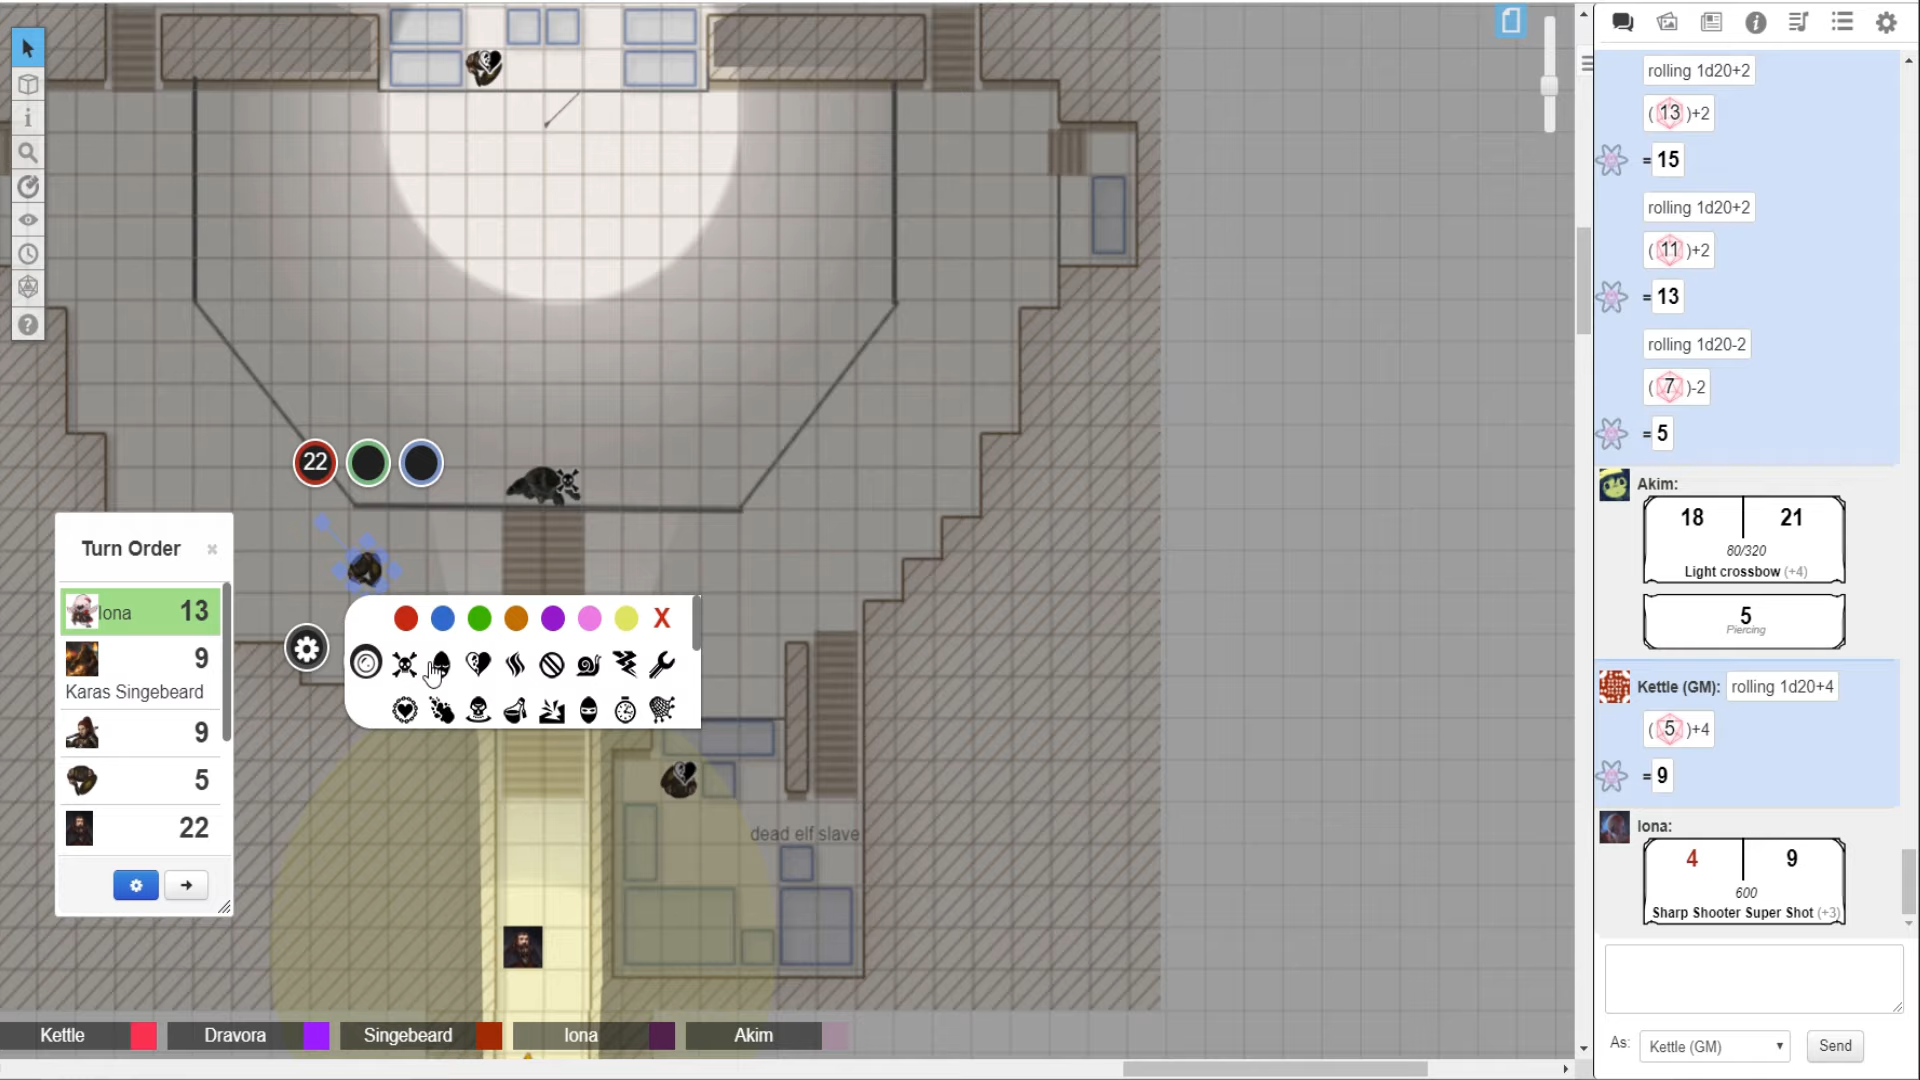 22
Turn Order ×
Iona 13
9
Karas Singebeard
9
5
22
X
dead elf slave
Kettle
Dravora
Singebeard
Iona
Akim
rolling 1d20+2
(13)+2
=15
rolling 1d20+2
(11)+2
=13
rolling 1d20-2
(7)-2
=5
Akim:
18 21
80/320
Light crossbow (+4)
5
Piercing
Kettle (GM): rolling 1d20+4
(5)+4
=9
Iona:
4 9
600
Sharp Shooter Super Shot (+3)
As: Kettle (GM) Send